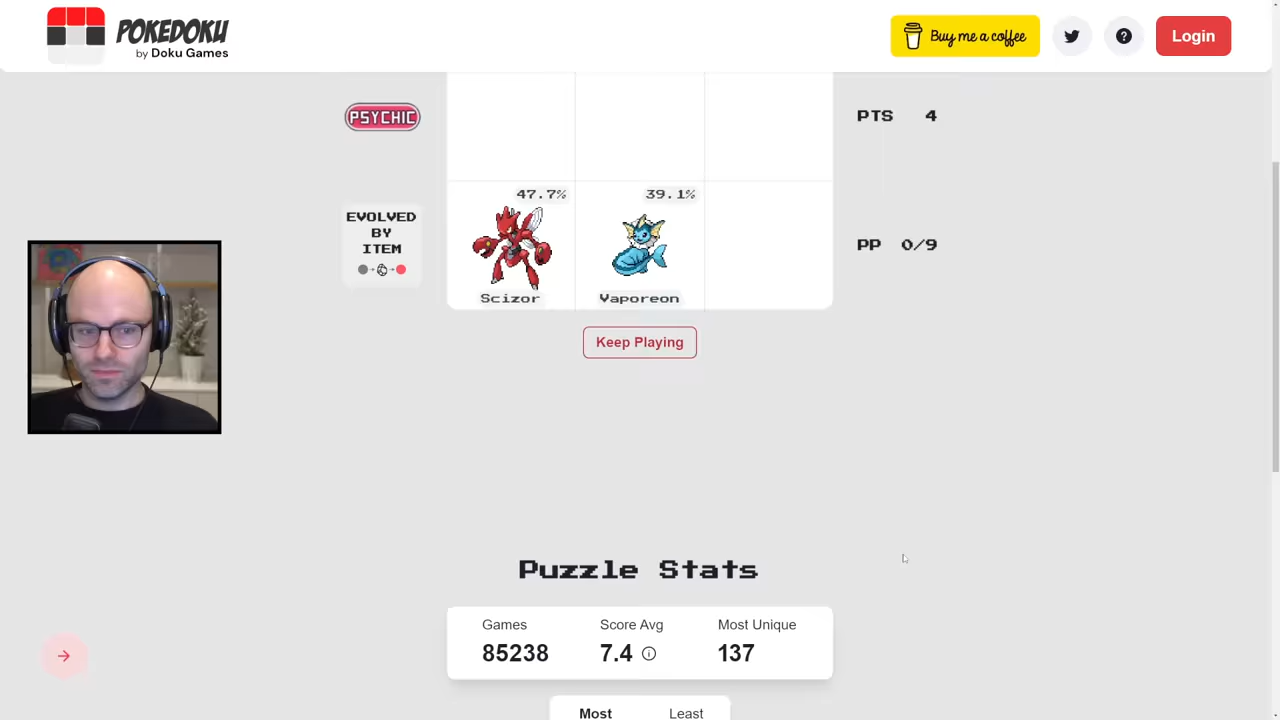 POKEDOKU
by Doku Games
Buy me a coffee
Login
PSYCHIC
PTS 4
47.7%
39.1%
EVOLVED
BY
ITEM
PP 0/9
Scizor
Vaporeon
Keep Playing
Puzzle Stats
Games
Score Avg
Most Unique
85238
7.4
137
Most
Least